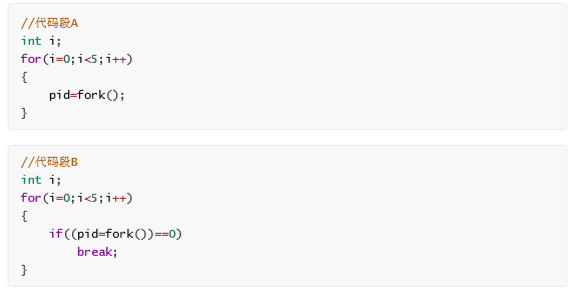 //代码段A
int i;
for(i=0;i<5;i++)
{
    pid=fork();
}
//代码段B
int i;
for(i=0;i<5;i++)
{
    if((pid=fork())==0)
        break;
}